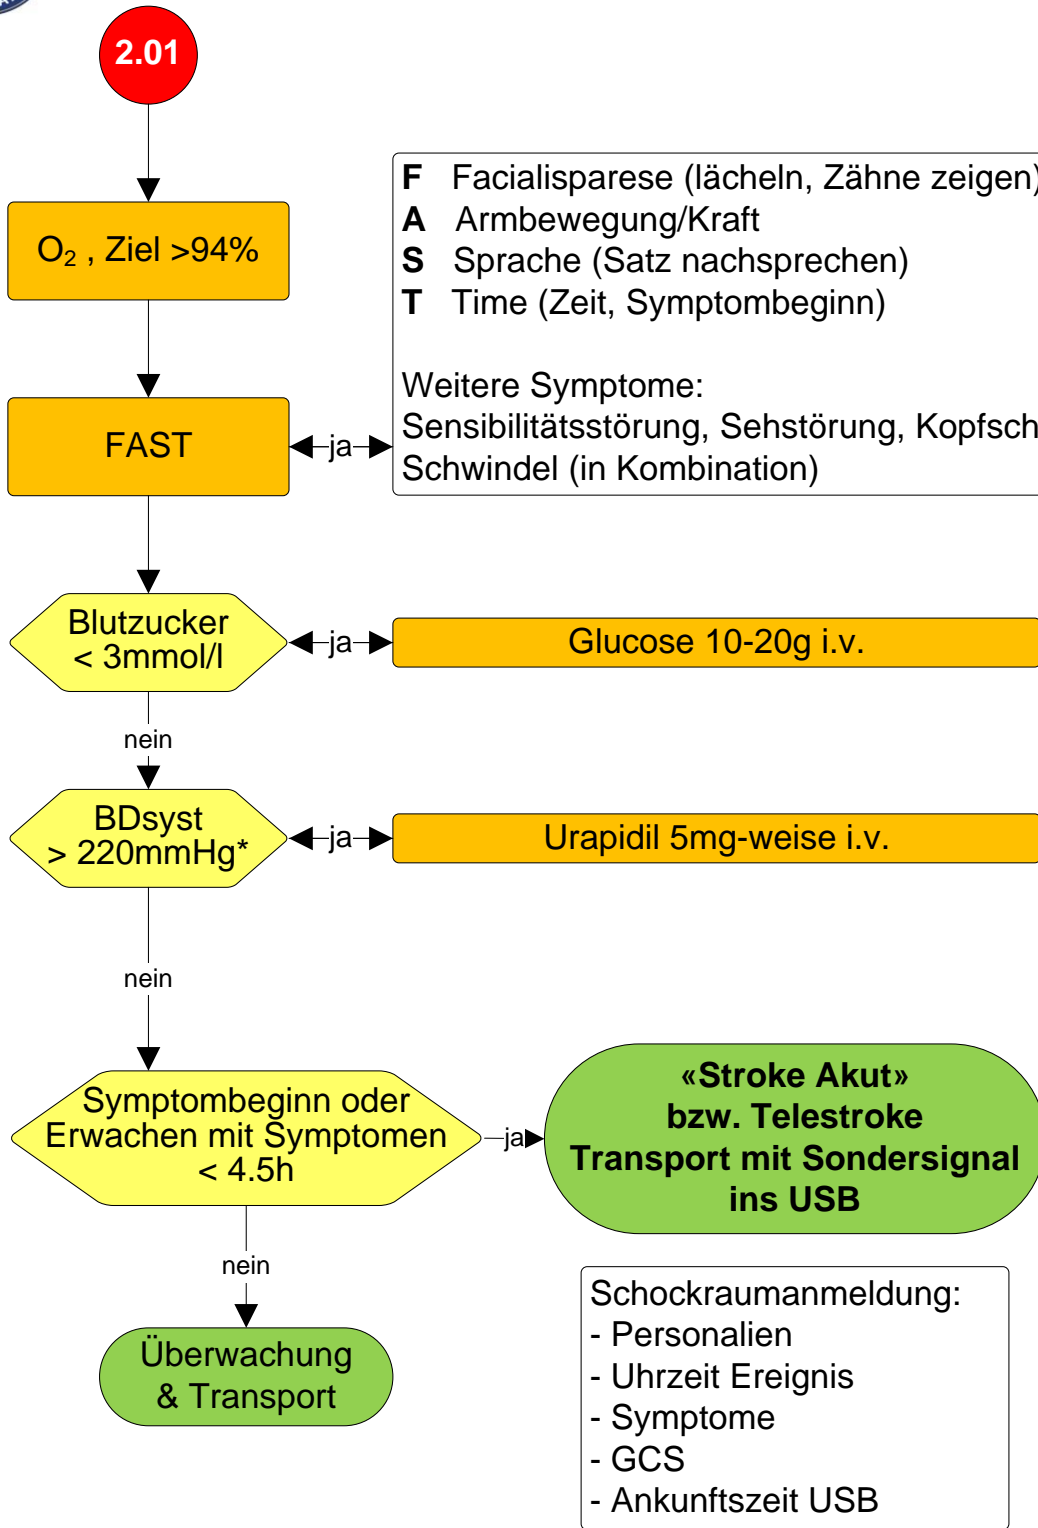 2.01
O₂ , Ziel >94%
F Facialisparese (lächeln, Zähne zeigen)
A Armbewegung/Kraft
S Sprache (Satz nachsprechen)
T Time (Zeit, Symptombeginn)
Weitere Symptome:
Sensibilitätsstörung, Sehstörung, Kopfsch
Schwindel (in Kombination)
FAST
ja
Blutzucker
< 3mmol/l
ja
Glucose 10-20g i.v.
nein
BDsyst
> 220mmHg*
ja
Urapidil 5mg-weise i.v.
nein
Symptombeginn oder
Erwachen mit Symptomen
< 4.5h
ja
«Stroke Akut»
bzw. Telestroke
Transport mit Sondersignal
ins USB
nein
Überwachung
& Transport
Schockraumanmeldung:
- Personalien
- Uhrzeit Ereignis
- Symptome
- GCS
- Ankunftszeit USB